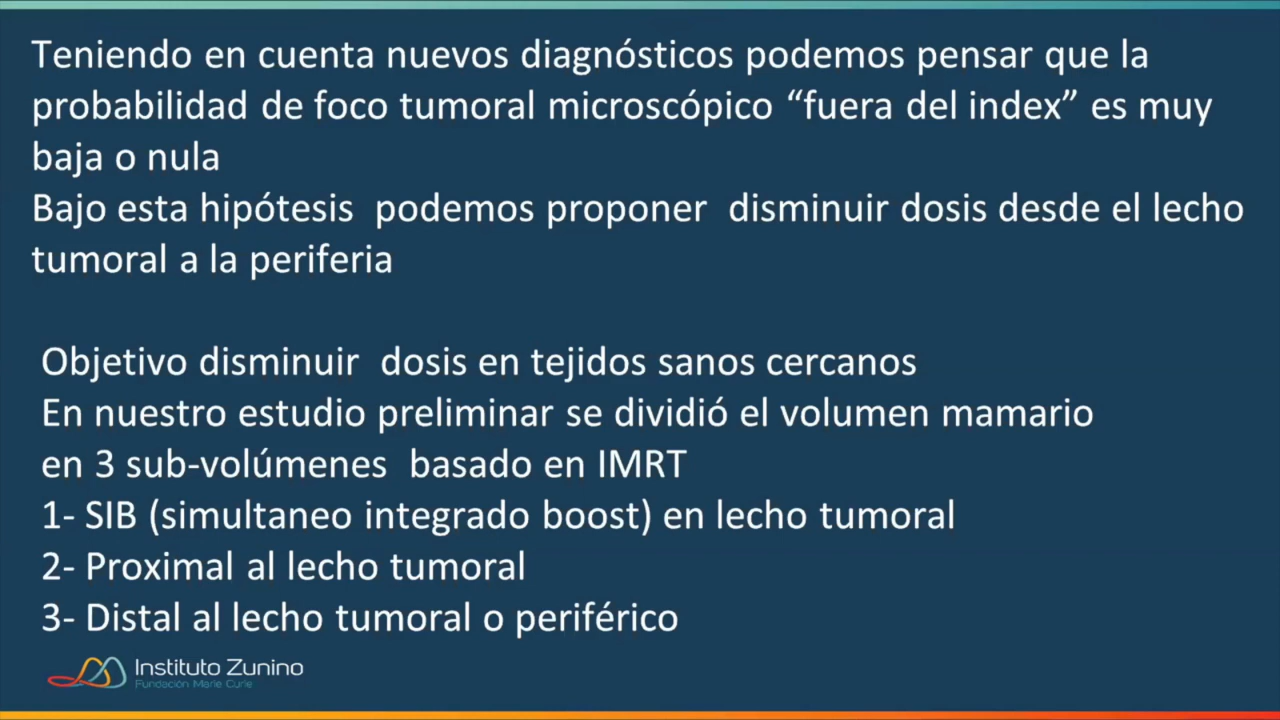 Teniendo en cuenta nuevos diagnósticos podemos pensar que la
probabilidad de foco tumoral microscópico “fuera del index” es muy
baja o nula
Bajo esta hipótesis podemos proponer disminuir dosis desde el lecho
tumoral a la periferia
Objetivo disminuir dosis en tejidos sanos cercanos
En nuestro estudio preliminar se dividió el volumen mamario
en 3 sub-volúmenes basado en IMRT
1- SIB (simultaneo integrado boost) en lecho tumoral
2- Proximal al lecho tumoral
3- Distal al lecho tumoral o periférico
Instituto Zunino
Fundación Marie Curie